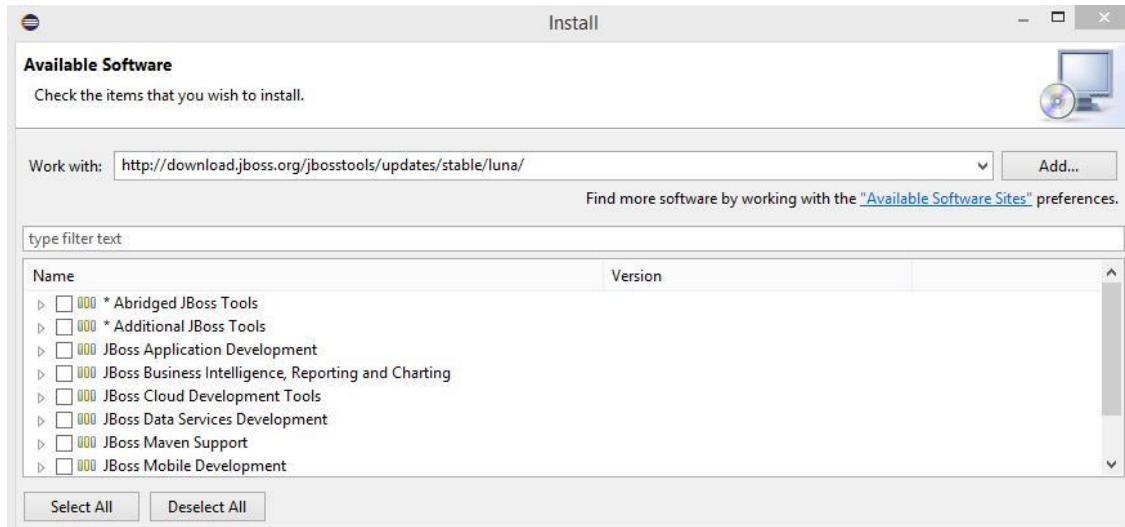 Install
Available Software
Check the items that you wish to install.
Work with: http://download.jboss.org/jbosstools/updates/stable/luna/ Add...
Find more software by working with the "Available Software Sites" preferences.
type filter text
Name Version
* Abridged JBoss Tools
* Additional JBoss Tools
JBoss Application Development
JBoss Business Intelligence, Reporting and Charting
JBoss Cloud Development Tools
JBoss Data Services Development
JBoss Maven Support
JBoss Mobile Development
Select All Deselect All